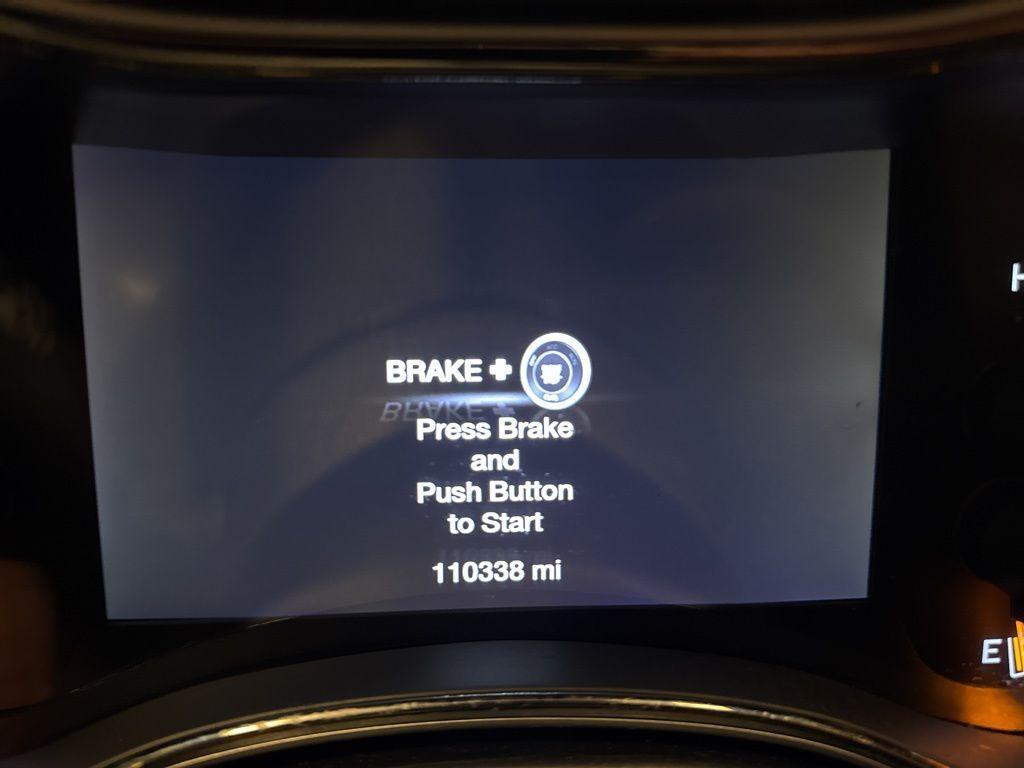 BRAKE +
Press Brake
and
Push Button
to Start
110338 mi
H
E